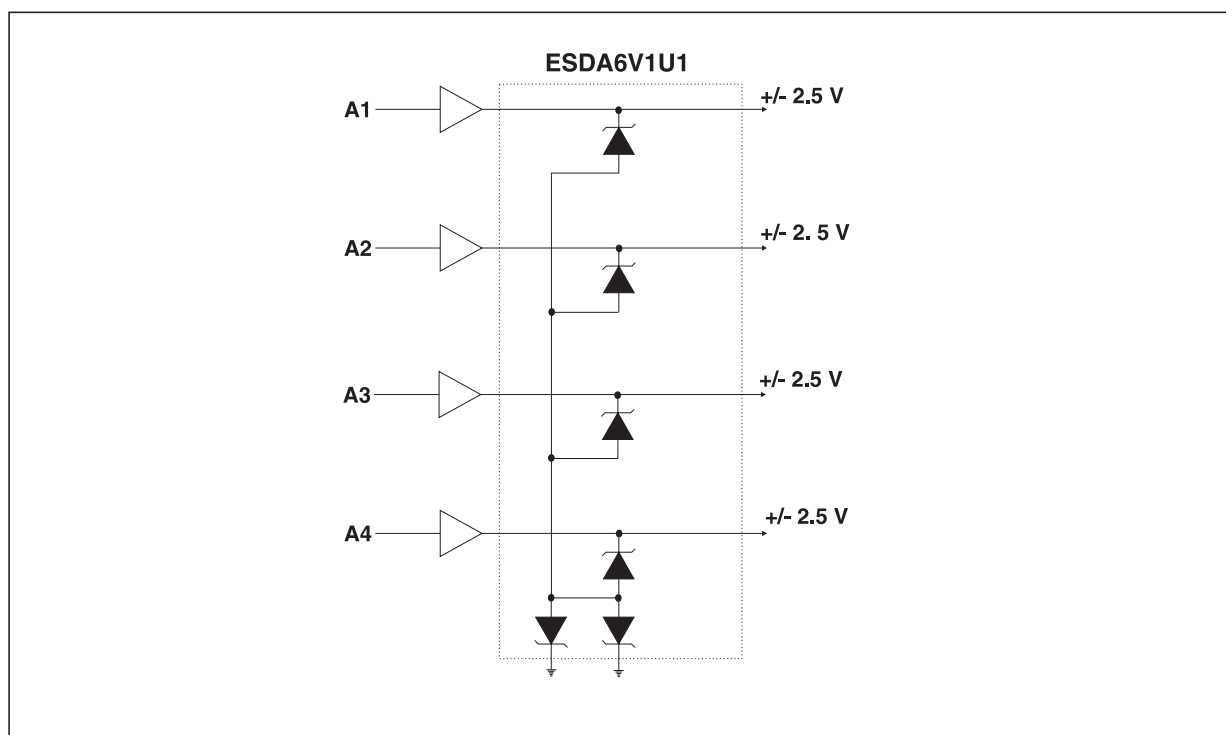 ESDA6V1U1
A1
+/- 2.5 V
A2
+/- 2. 5 V
A3
+/- 2.5 V
A4
+/- 2.5 V